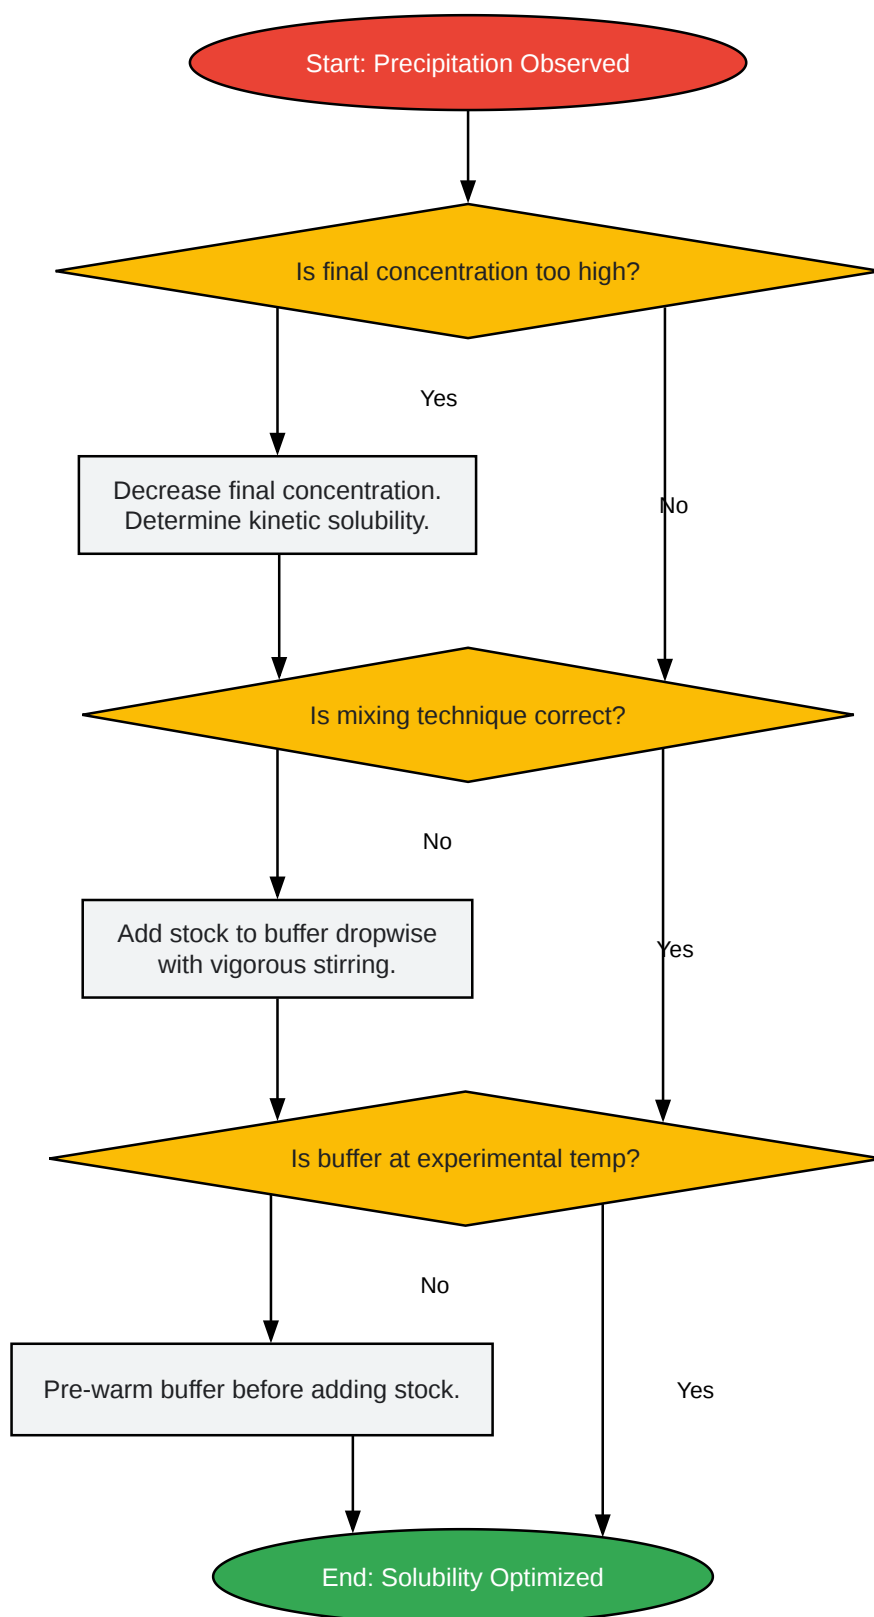 Start: Precipitation Observed
Is final concentration too high?
Yes
Decrease final concentration.
Determine kinetic solubility.
No
Is mixing technique correct?
No
Add stock to buffer dropwise
with vigorous stirring.
Yes
Is buffer at experimental temp?
No
Pre-warm buffer before adding stock.
Yes
End: Solubility Optimized